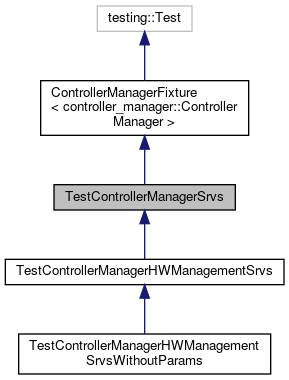 testing::Test
ControllerManagerFixture
< controller_manager::Controller
Manager >
TestControllerManagerSrvs
TestControllerManagerHWManagementSrvs
TestControllerManagerHWManagement
SrvsWithoutParams